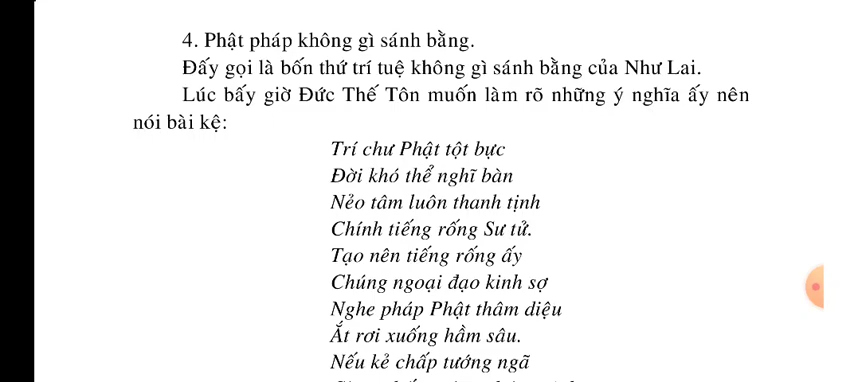 4. Phật pháp không gì sánh bằng.
Đấy gọi là bốn thứ trí tuệ không gì sánh bằng của Như Lai.
Lúc bấy giờ Đức Thế Tôn muốn làm rõ những ý nghĩa ấy nên
nói bài kệ:
Trí chư Phật tột bực
Đời khó thể nghĩ bàn
Nẻo tâm luôn thanh tịnh
Chính tiếng rống Sư tử.
Tạo nên tiếng rống ấy
Chúng ngoại đạo kinh sợ
Nghe pháp Phật thâm diệu
Ắt rơi xuống hầm sâu.
Nếu kẻ chấp tướng ngã